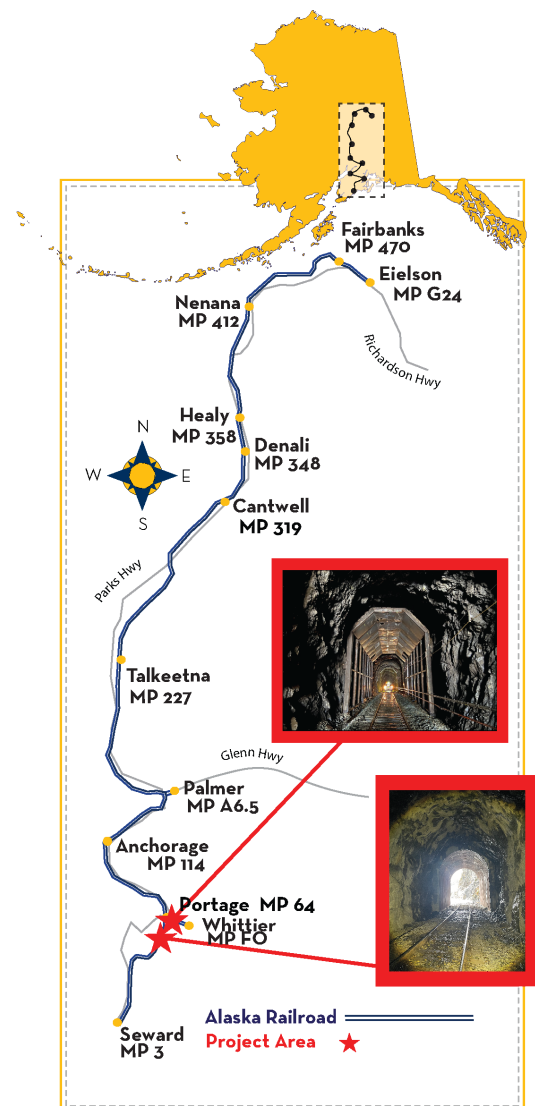 Fairbanks
MP 470
Eielson
MP G24
Nenana
MP 412
Richardson Hwy
Healy
MP 358
Denali
MP 348
N
W
E
S
Cantwell
MP 319
Parks Hwy
Talkeetna
MP 227
Glenn Hwy
Palmer
MP A6.5
Anchorage
MP 114
Portage MP 64
Whittier
MP FO
Seward
MP 3
Alaska Railroad
Project Area